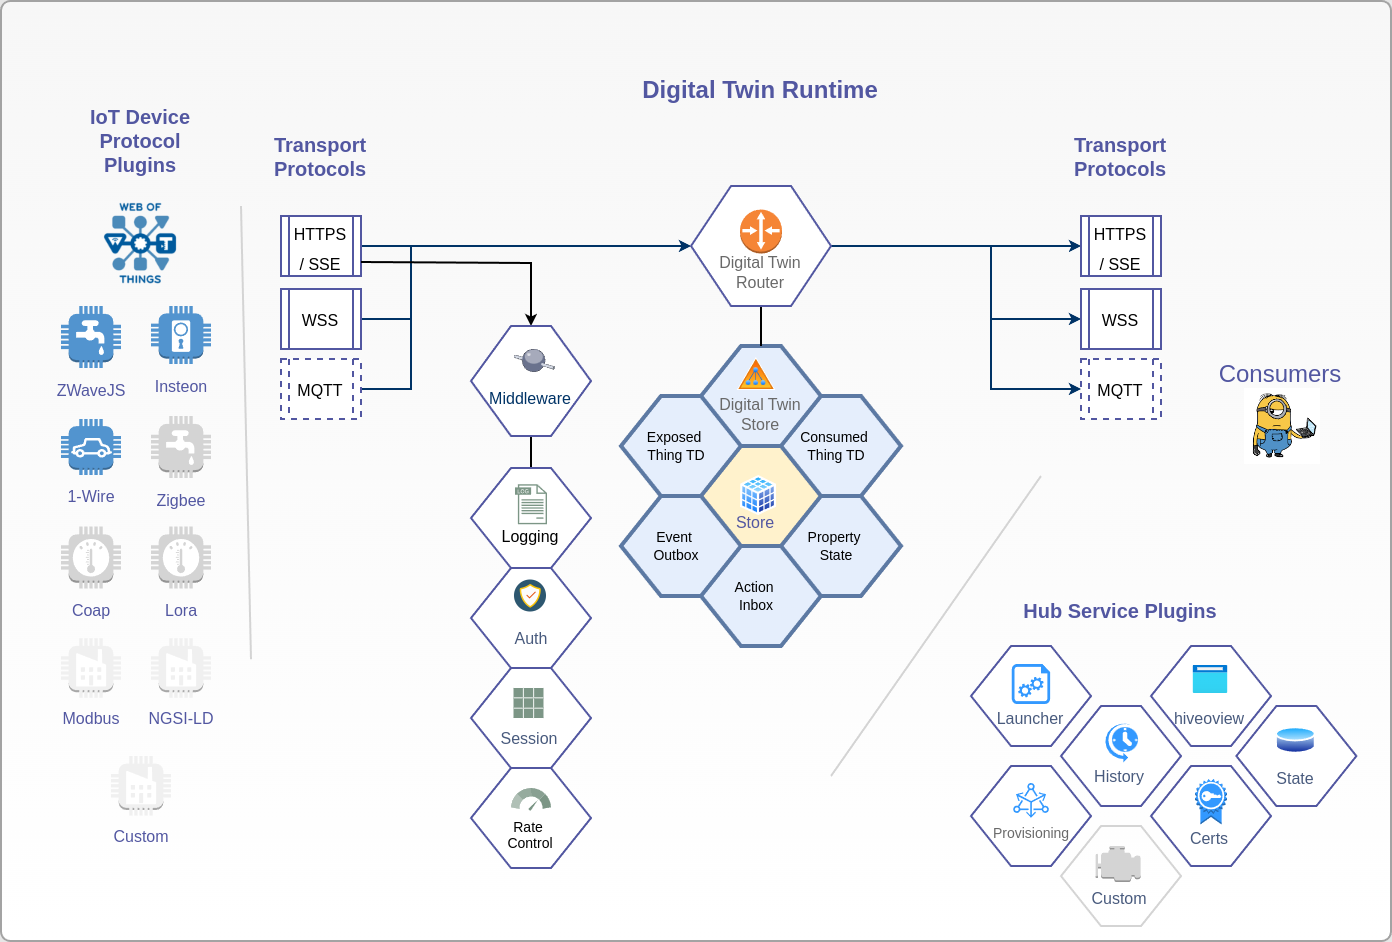 Digital Twin Runtime
IoT Device
Protocol
Plugins
WEB OF
T
THINGS
ZWaveJS
Insteon
1-Wire
Zigbee
Coap
Lora
Modbus
NGSI-LD
Custom
Transport
Protocols
HTTPS
/ SSE
WSS
MQTT
Middleware
LOG
Logging
Auth
Session
Rate
Control
Digital Twin
Router
Digital Twin
Store
Exposed
Thing TD
Consumed
Thing TD
Store
Event
Outbox
Property
State
Action
Inbox
Transport
Protocols
HTTPS
/ SSE
WSS
MQTT
Consumers
Hub Service Plugins
Launcher
hiveoview
History
State
Provisioning
Certs
Custom